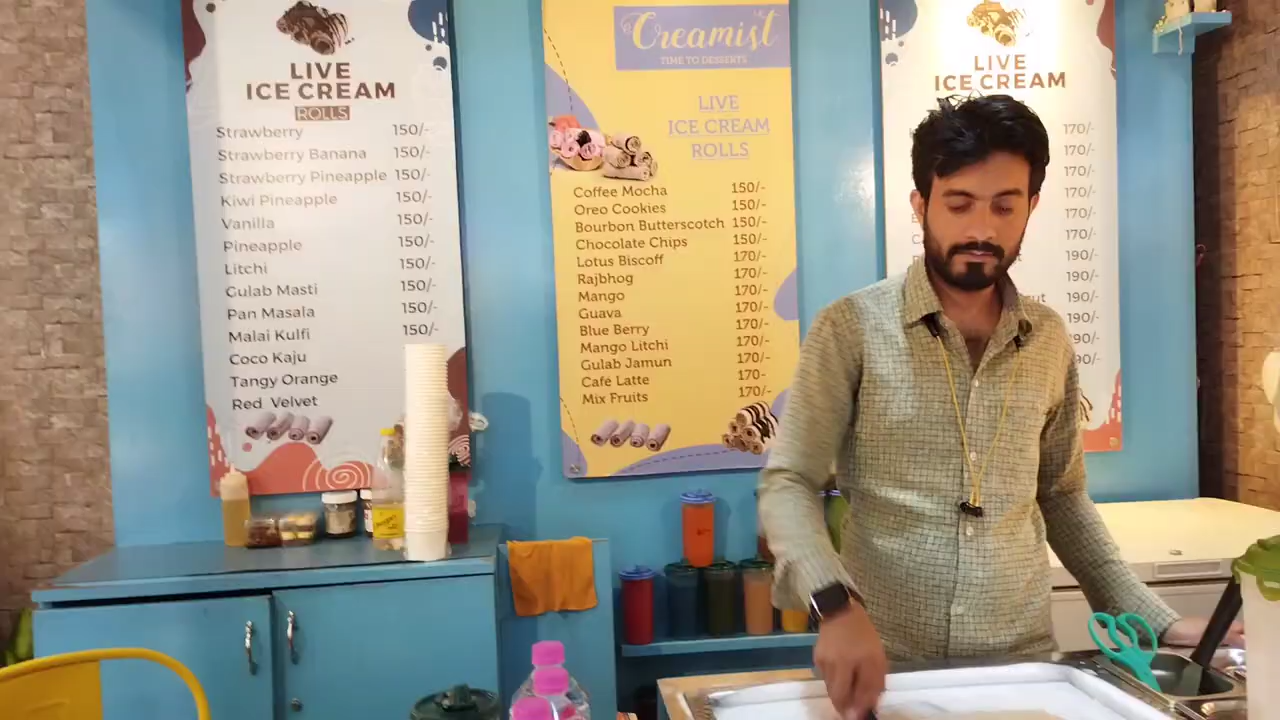 LIVE
ICE CREAM
ROLLS
Strawberry 150/-
Strawberry Banana 150/-
Strawberry Pineapple 150/-
Kiwi Pineapple 150/-
Vanilla 150/-
Pineapple 150/-
Litchi 150/-
Gulab Masti 150/-
Pan Masala 150/-
Malai Kulfi 150/-
Coco Kaju
Tangy Orange
Red Velvet
Creamist
TIME TO DESSERTS
LIVE
ICE CREAM
ROLLS
Coffee Mocha 150/-
Oreo Cookies 150/-
Bourbon Butterscotch 150/-
Chocolate Chips 150/-
Lotus Biscoff 170/-
Rajbhog 170/-
Mango 170/-
Guava 170/-
Blue Berry 170/-
Mango Litchi 170/-
Gulab Jamun 170/-
Café Latte 170-
Mix Fruits 170/-
LIVE
ICE CREAM
170/-
170/-
170/-
170/-
170/-
170/-
190/-
190/-
190/-
190/-
90/-